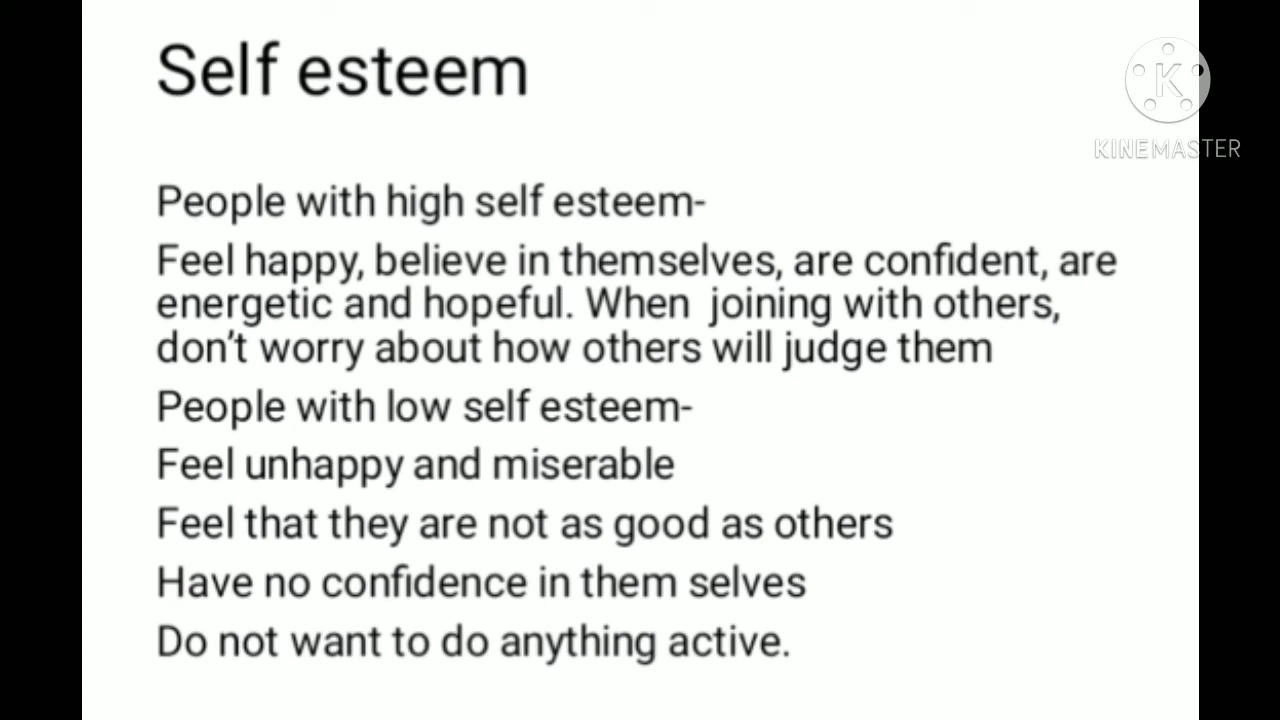 Self esteem
K
KINEMASTER
People with high self esteem-
Feel happy, believe in themselves, are confident, are
energetic and hopeful. When  joining with others,
don’t worry about how others will judge them
People with low self esteem-
Feel unhappy and miserable
Feel that they are not as good as others
Have no confidence in them selves
Do not want to do anything active.